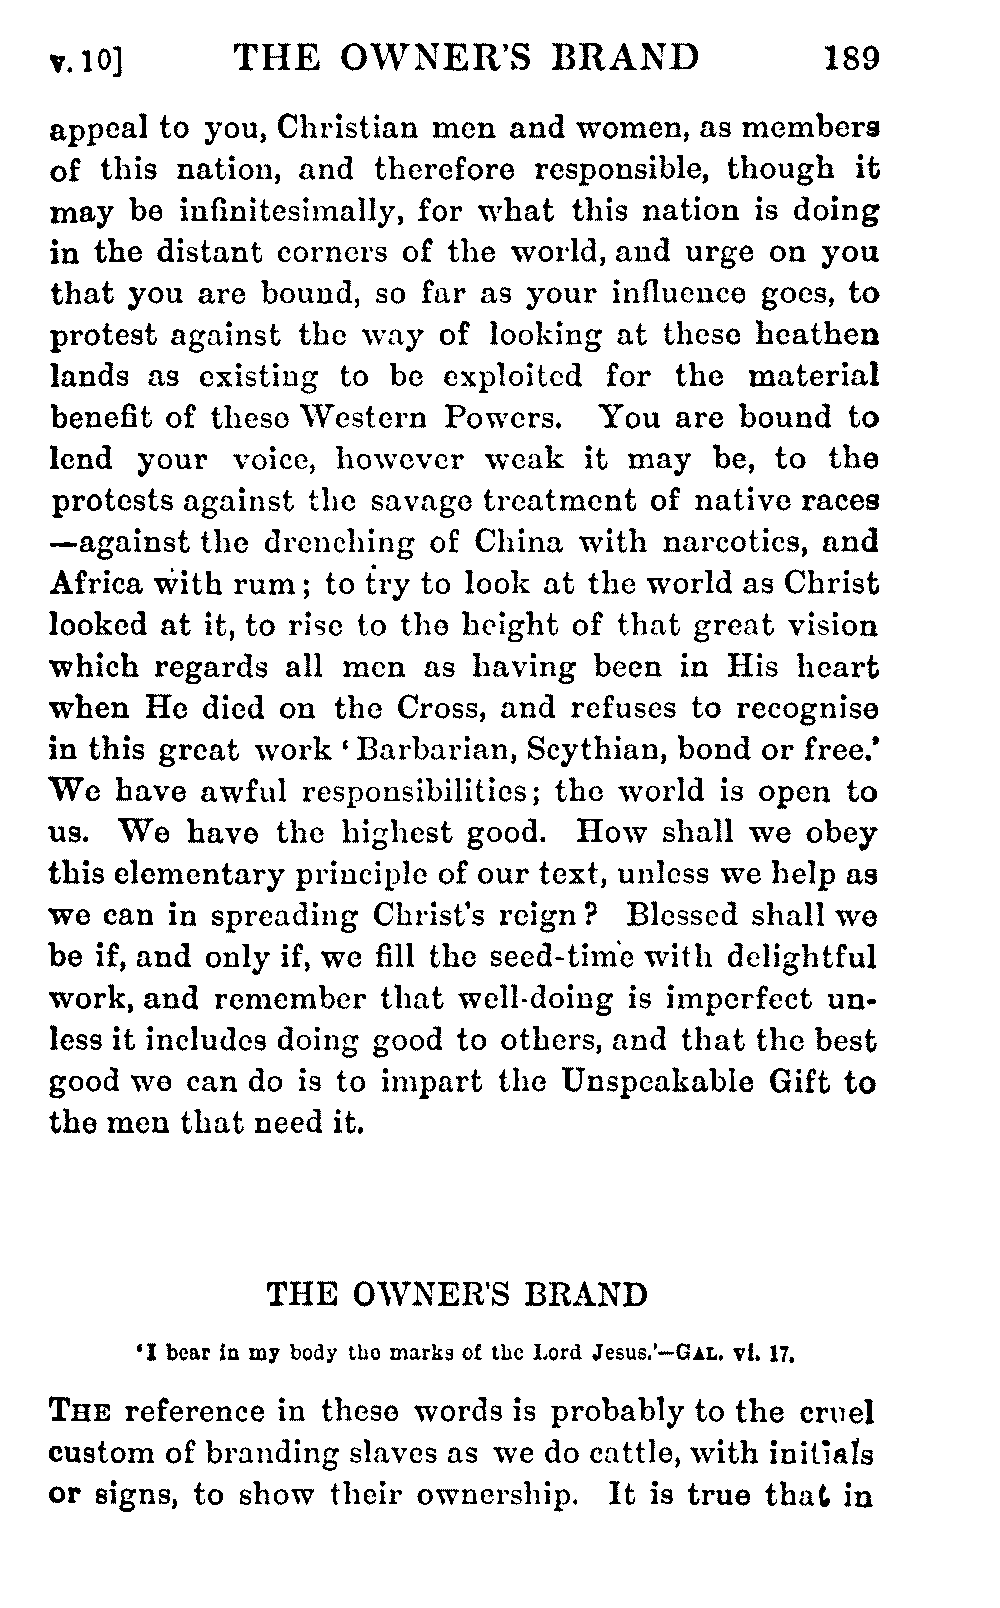 v. 10] THE OWNER'S BRAND 189
appeal to you, Christian men and women, as members
of this nation, and therefore responsible, though it
may be infinitesimally, for what this nation is doing
in the distant corners of the world, and urge on you
that you are bound, so far as your influence goes, to
protest against the way of looking at these heathen
lands as existing to be exploited for the material
benefit of these Western Powers. You are bound to
lend your voice, however weak it may be, to the
protests against the savage treatment of native races
—against the drenching of China with narcotics, and
Africa with rum; to try to look at the world as Christ
looked at it, to rise to the height of that great vision
which regards all men as having been in His heart
when He died on the Cross, and refuses to recognise
in this great work 'Barbarian, Scythian, bond or free.'
We have awful responsibilities; the world is open to
us. We have the highest good. How shall we obey
this elementary principle of our text, unless we help as
we can in spreading Christ's reign? Blessed shall we
be if, and only if, we fill the seed-time with delightful
work, and remember that well-doing is imperfect un-
less it includes doing good to others, and that the best
good we can do is to impart the Unspeakable Gift to
the men that need it.
THE OWNER'S BRAND
'I bear in my body the marks of the Lord Jesus.'—GAL. vi. 17.
THE reference in these words is probably to the cruel
custom of branding slaves as we do cattle, with initials
or signs, to show their ownership. It is true that in